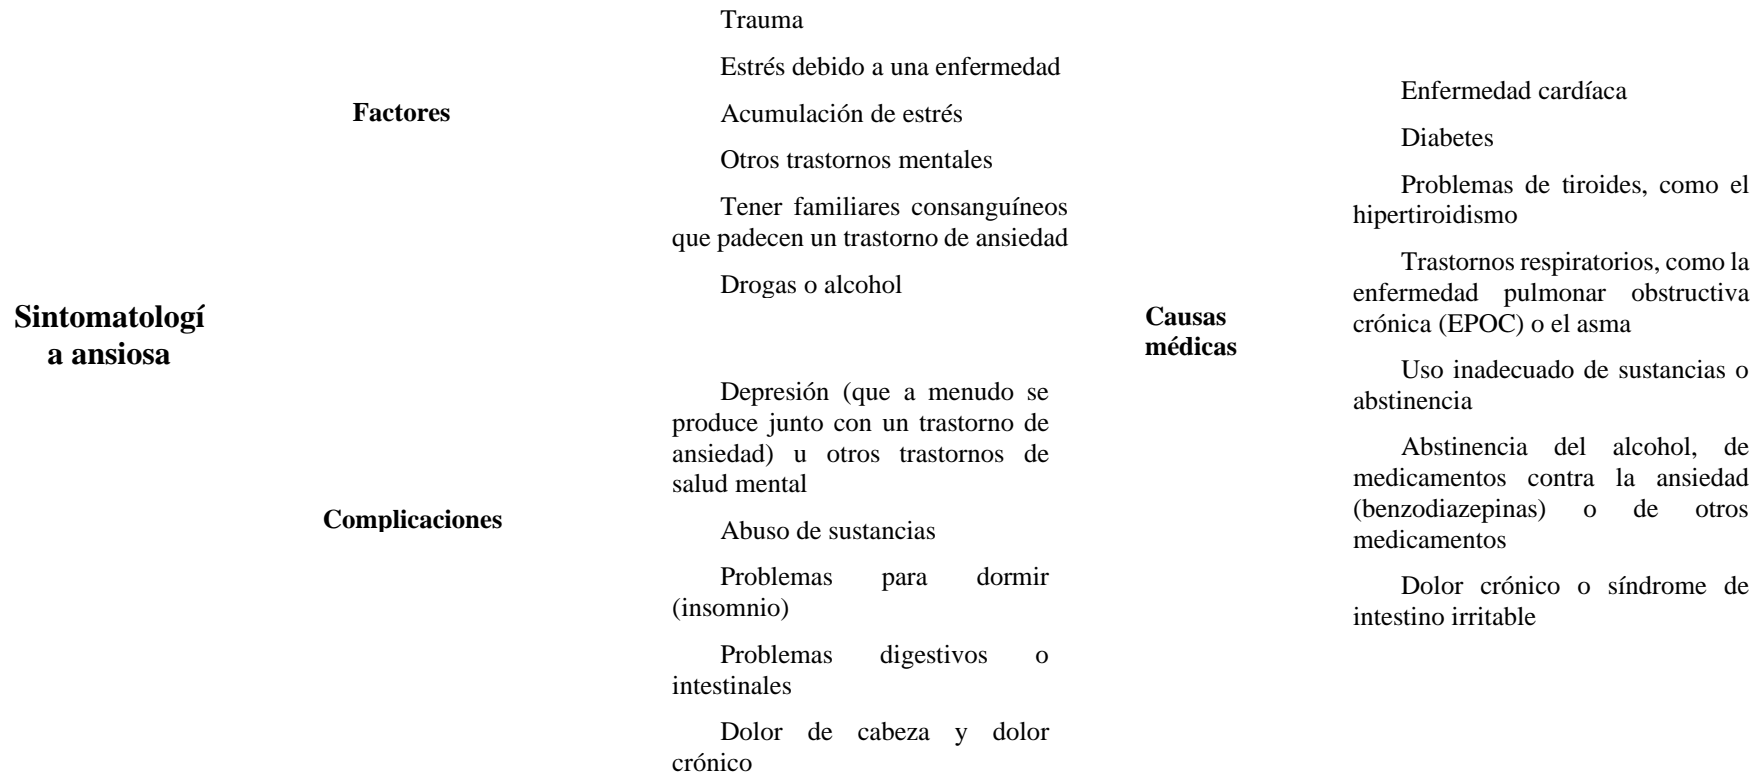 Sintomatologí
a ansiosa
Factores
Trauma
Estrés debido a una enfermedad
Acumulación de estrés
Otros trastornos mentales
Tener familiares consanguíneos
que padecen un trastorno de ansiedad
Drogas o alcohol
Complicaciones
Depresión (que a menudo se
produce junto con un trastorno de
ansiedad) u otros trastornos de
salud mental
Abuso de sustancias
Problemas para dormir
(insomnio)
Problemas digestivos o
intestinales
Dolor de cabeza y dolor
crónico
Causas
médicas
Enfermedad cardíaca
Diabetes
Problemas de tiroides, como el
hipertiroidismo
Trastornos respiratorios, como la
enfermedad pulmonar obstructiva
crónica (EPOC) o el asma
Uso inadecuado de sustancias o
abstinencia
Abstinencia del alcohol, de
medicamentos contra la ansiedad
(benzodiazepinas) o de otros
medicamentos
Dolor crónico o síndrome de
intestino irritable